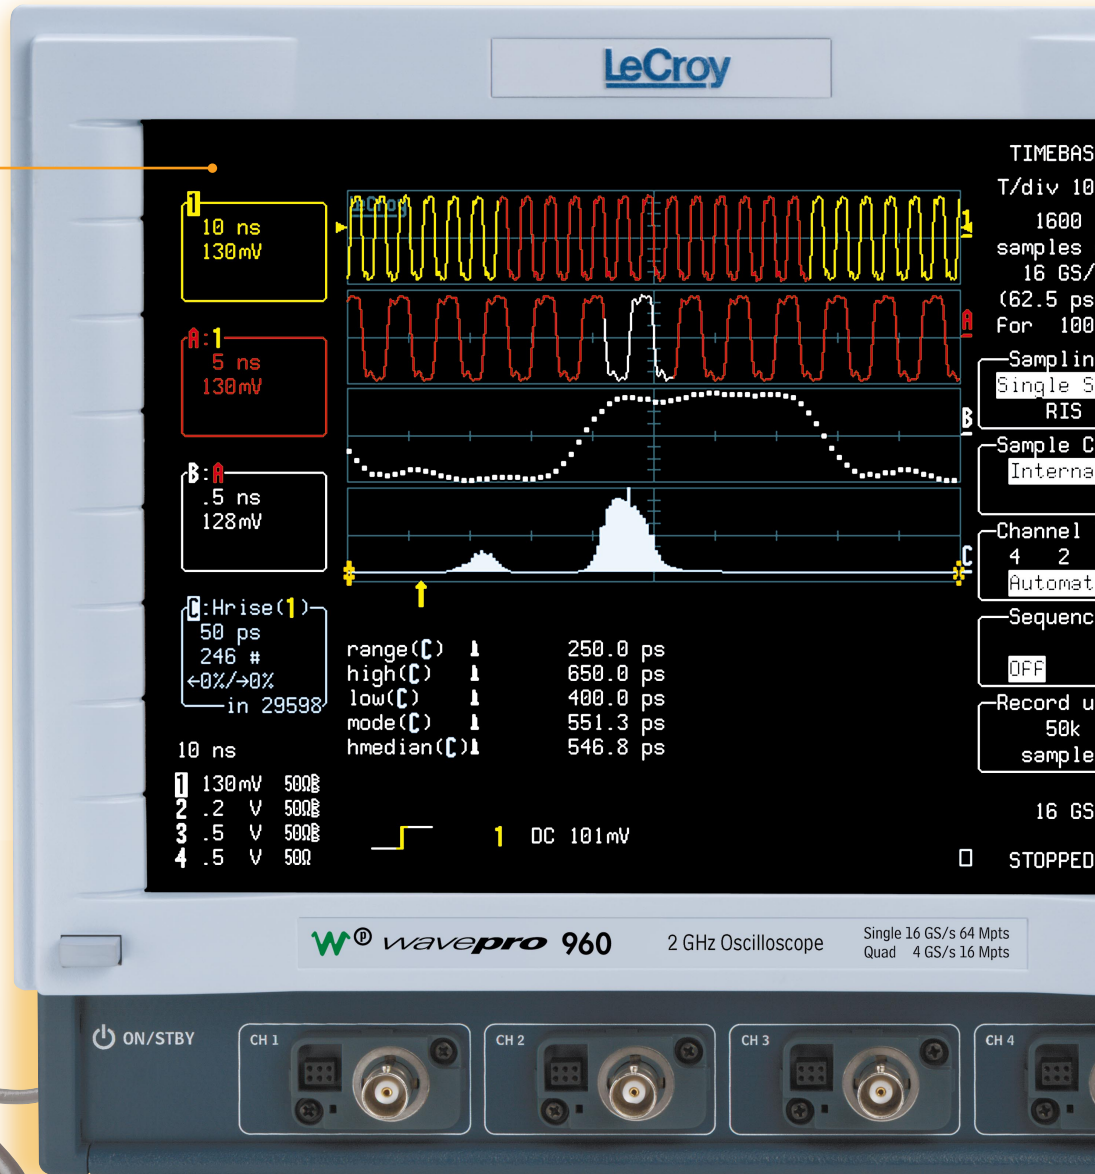 LeCroy
LeCroy
1
10 ns
130mV
1
A:1
5 ns
130mV
A
B:A
.5 ns
128mV
B
C:Hrise(1)
50 ps
246 #
←0%/→0%
in 29598
C
range(C) 250.0 ps
high(C) 650.0 ps
low(C) 400.0 ps
mode(C) 551.3 ps
hmedian(C) 546.8 ps
10 ns
1 130mV 50Ω
2 .2 V 50Ω
3 .5 V 50Ω
4 .5 V 50Ω
1 DC 101mV
TIMEBAS
T/div 10
1600
samples
16 GS/
(62.5 ps
For 100
Samplin
Single S
RIS
Sample C
Interna
Channel
4 2
Automat
Sequenc
OFF
Record u
50k
sample
16 GS
STOPPED
W ℗ wavepro 960
2 GHz Oscilloscope
Single 16 GS/s 64 Mpts
Quad 4 GS/s 16 Mpts
ON/STBY
CH 1
CH 2
CH 3
CH 4